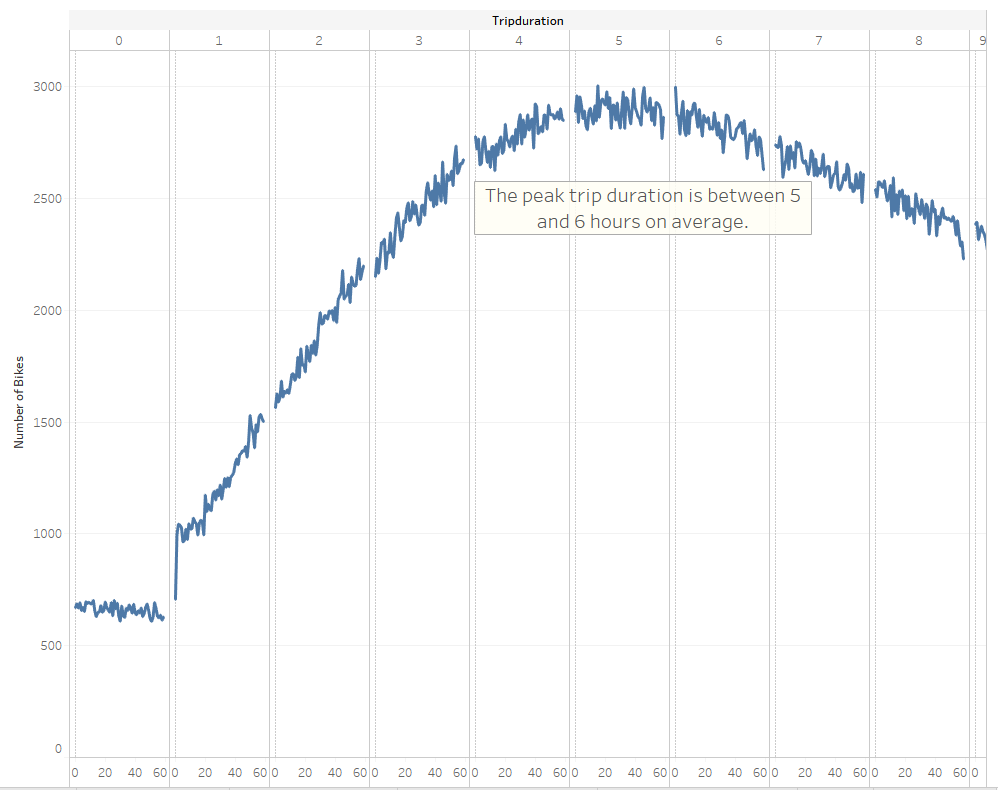 Tripduration
0 1 2 3 4 5 6 7 8 9
3000
The peak trip duration is between 5
and 6 hours on average.
2500
2000
1500
1000
500
0
Number of Bikes
0 20 40 60 0 20 40 60 0 20 40 60 0 20 40 60 0 20 40 60 0 20 40 60 0 20 40 60 0 20 40 60 0 20 40 60 0